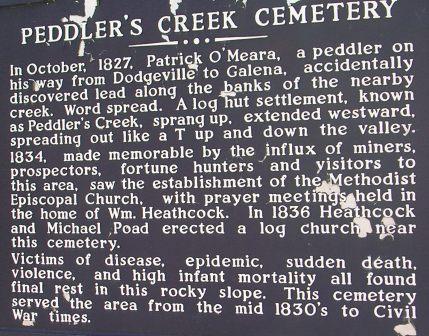 PEDDLER'S CREEK CEMETERY
In October, 1827, Patrick O'Meara, a peddler on
his way from Dodgeville to Galena, accidentally
discovered lead along the banks of the nearby
creek. Word spread. A log hut settlement, known
as Peddler's Creek, sprang up, extended westward,
spreading out like a T up and down the valley.
1834, made memorable by the influx of miners,
prospectors, fortune hunters and visitors to
this area, saw the establishment of the Methodist
Episcopal Church, with prayer meetings held in
the home of Wm. Heathcock. In 1836 Heathcock
and Michael Poad erected a log church near
this cemetery.
Victims of disease, epidemic, sudden death,
violence, and high infant mortality all found
final rest in this rocky slope. This cemetery
served the area from the mid 1830's to Civil
War times.